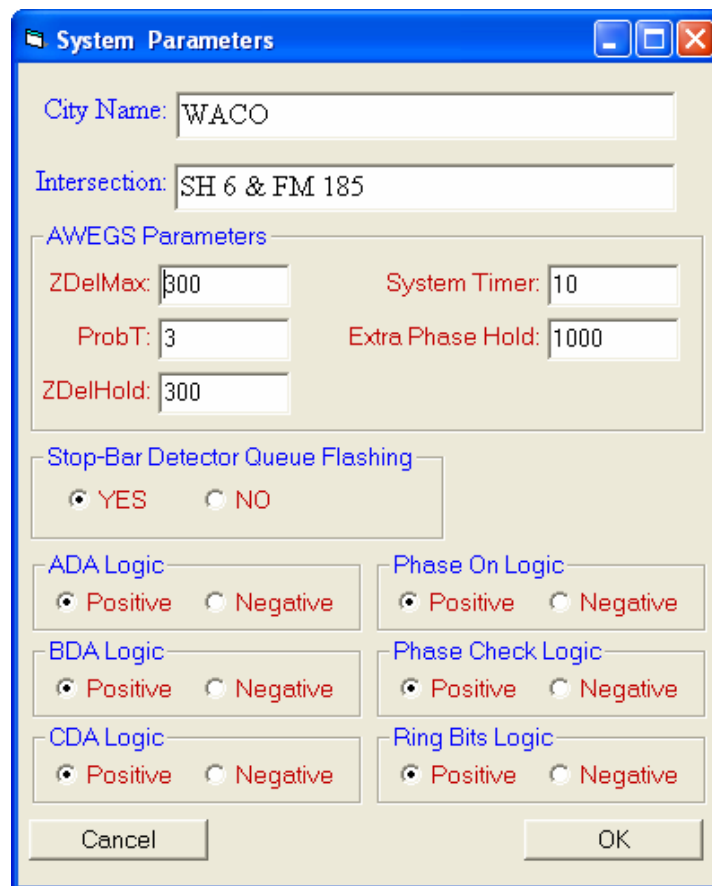 System Parameters
City Name: WACO
Intersection: SH 6 & FM 185
AWEGS Parameters
ZDelMax: 300 System Timer: 10
ProbT: 3 Extra Phase Hold: 1000
ZDelHold: 300
Stop-Bar Detector Queue Flashing
YES NO
ADA Logic Phase On Logic
Positive Negative Positive Negative
BDA Logic Phase Check Logic
Positive Negative Positive Negative
CDA Logic Ring Bits Logic
Positive Negative Positive Negative
Cancel OK